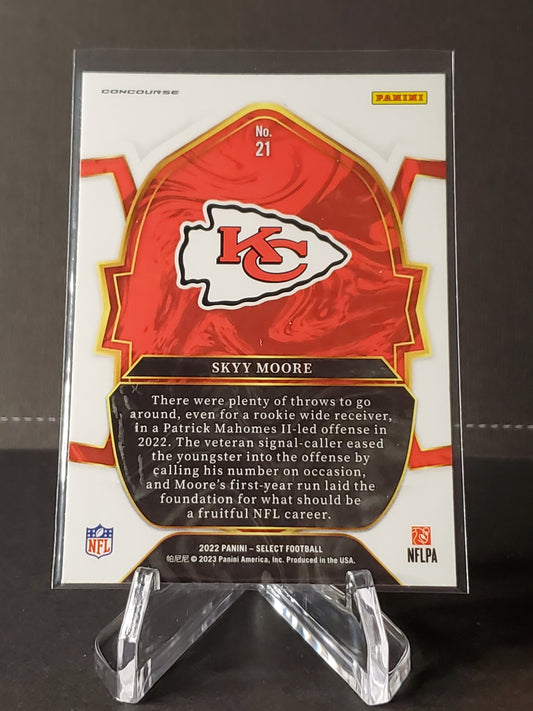 CONCOURSE
PANINI
No.
21
KC
SKYY MOORE
There were plenty of throws to go
around, even for a rookie wide receiver,
in a Patrick Mahomes II-led offense in
2022. The veteran signal-caller eased
the youngster into the offense by
calling his number on occasion,
and Moore's first-year run laid the
foundation for what should be
a fruitful NFL career.
NFL
2022 PANINI – SELECT FOOTBALL
帕尼尼 © 2023 Panini America, Inc. Produced in the USA.
NFLPA